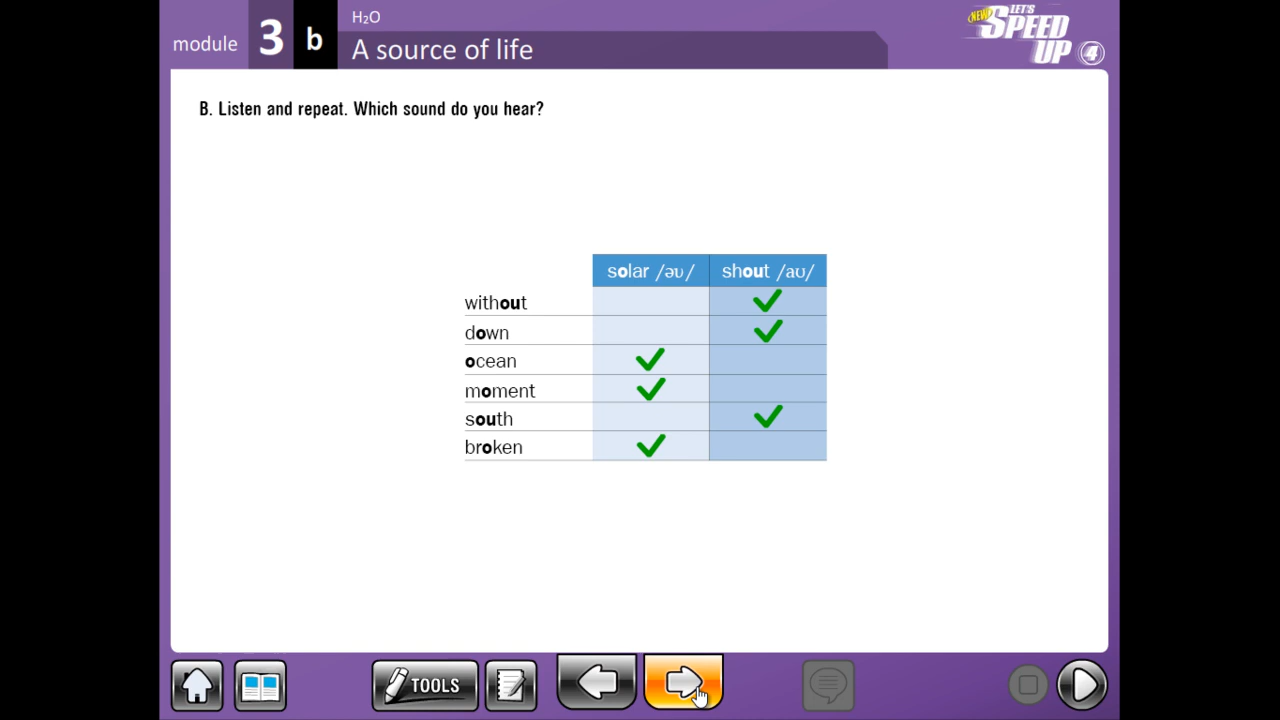 module 3 b
H₂O
A source of life
NEW LET'S
SPEED
UP 4
B. Listen and repeat. Which sound do you hear?
solar /əʊ/ shout /aʊ/
without
down
ocean
moment
south
broken
TOOLS